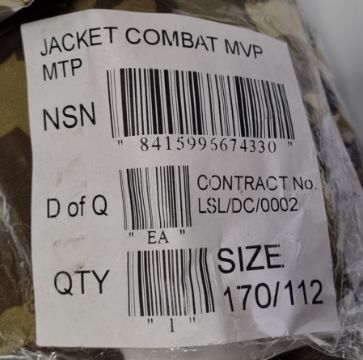 JACKET COMBAT MVP
MTP
NSN
"8415995674330"
D of Q
"EA"
CONTRACT No.
LSL/DC/0002
QTY
"1"
SIZE
170/112